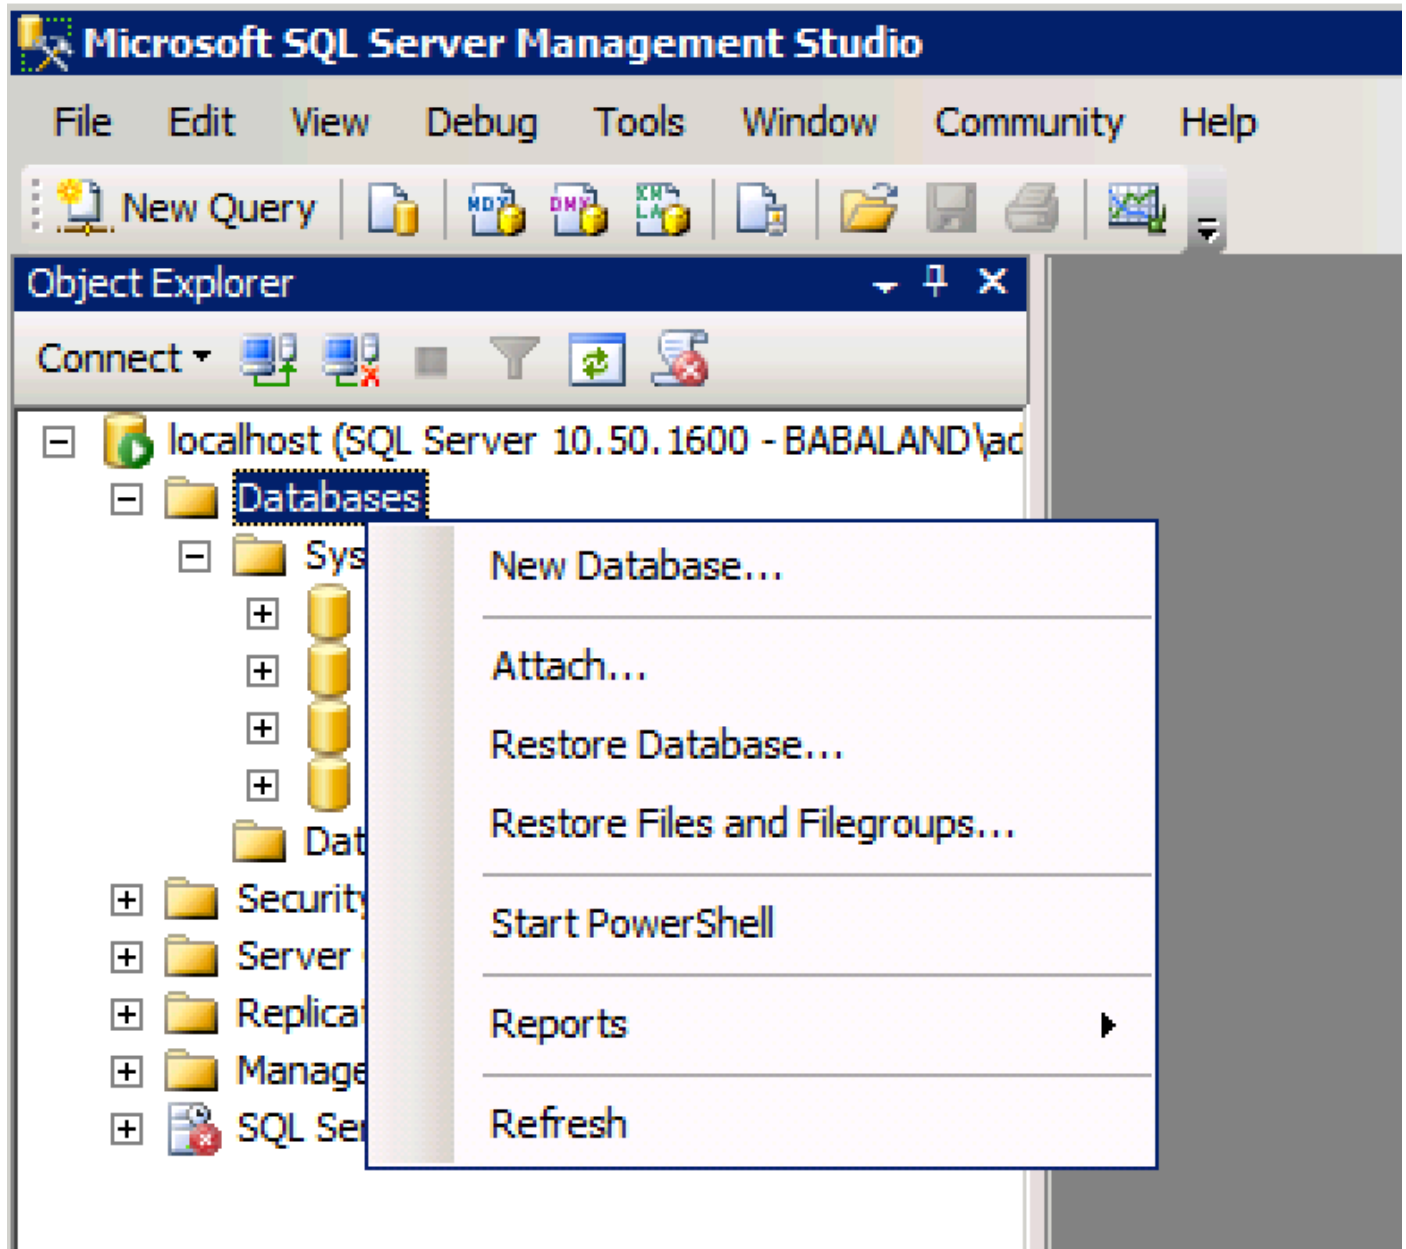 Microsoft SQL Server Management Studio
File Edit View Debug Tools Window Community Help
New Query
Object Explorer
Connect
localhost (SQL Server 10.50.1600 - BABALAND\ad
Databases
Sys
New Database...
Attach...
Restore Database...
Restore Files and Filegroups...
Dat
Security
Start PowerShell
Server
Replicat
Reports
Manage
SQL Ser
Refresh